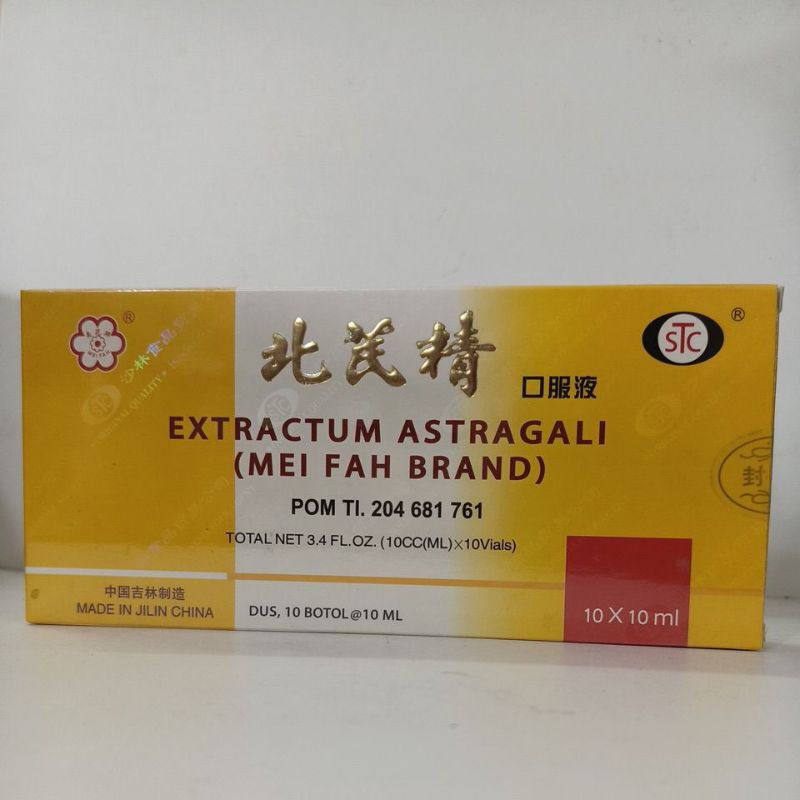 MEI FAH
®
STC
®
北芪精
口服液
EXTRACTUM ASTRAGALI
(MEI FAH BRAND)
POM TI. 204 681 761
TOTAL NET 3.4 FL.OZ. (10CC(ML)×10Vials)
封
中国吉林制造
MADE IN JILIN CHINA
DUS, 10 BOTOL@10 ML
10 X 10 ml